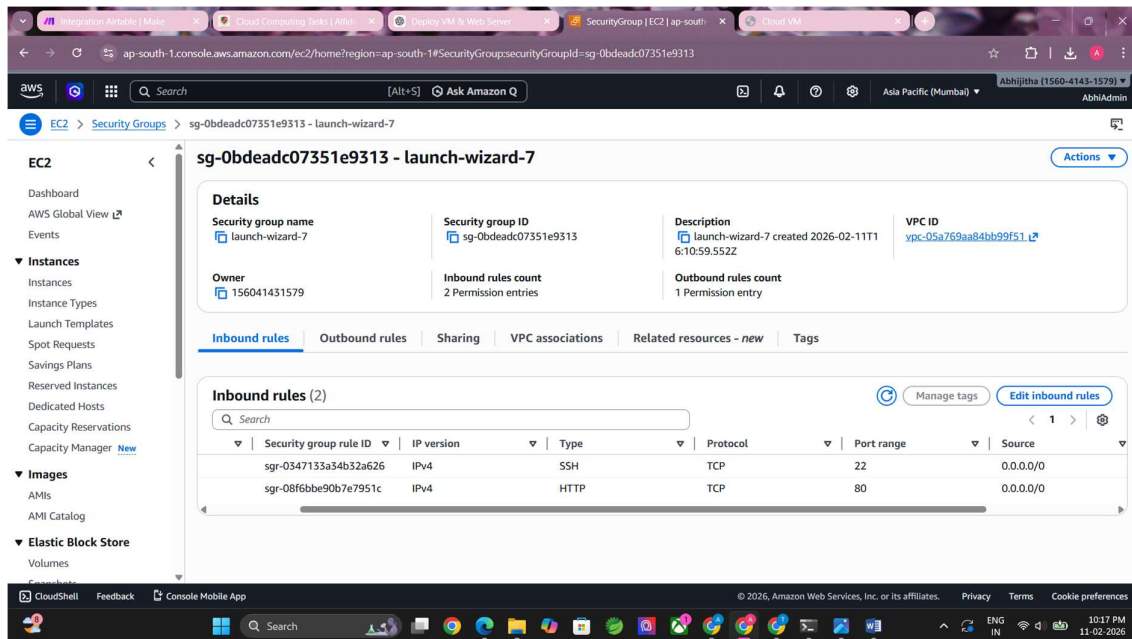 Integration Airtable | Make
Cloud Computing Tasks | Alfido
Deploy VM & Web Server
SecurityGroup | EC2 | ap-south-
Cloud VM
ap-south-1.console.aws.amazon.com/ec2/home?region=ap-south-1#SecurityGroup:securityGroupId=sg-0bdeadc07351e9313
A
aws
Search
[Alt+S]
Ask Amazon Q
Asia Pacific (Mumbai)
Abhijitha (1560-4143-1579)
AbhiAdmin
EC2 > Security Groups > sg-0bdeadc07351e9313 - launch-wizard-7
EC2
Dashboard
AWS Global View
Events
Instances
Instances
Instance Types
Launch Templates
Spot Requests
Savings Plans
Reserved Instances
Dedicated Hosts
Capacity Reservations
Capacity Manager New
Images
AMIs
AMI Catalog
Elastic Block Store
Volumes
Snapshots
sg-0bdeadc07351e9313 - launch-wizard-7
Actions
Details
Security group name
launch-wizard-7
Security group ID
sg-0bdeadc07351e9313
Description
launch-wizard-7 created 2026-02-11T1
6:10:59.552Z
VPC ID
vpc-05a769aa84bb99f51
Owner
156041431579
Inbound rules count
2 Permission entries
Outbound rules count
1 Permission entry
Inbound rules Outbound rules Sharing VPC associations Related resources - new Tags
Inbound rules (2)
Manage tags
Edit inbound rules
Search
1
Security group rule ID IP version Type Protocol Port range Source
sgr-0347133a34b32a626 IPv4 SSH TCP 22 0.0.0.0/0
sgr-08f6bbe90b7e7951c IPv4 HTTP TCP 80 0.0.0.0/0
CloudShell Feedback Console Mobile App
© 2026, Amazon Web Services, Inc. or its affiliates. Privacy Terms Cookie preferences
8
Search
ENG
IN
10:17 PM
11-02-2026